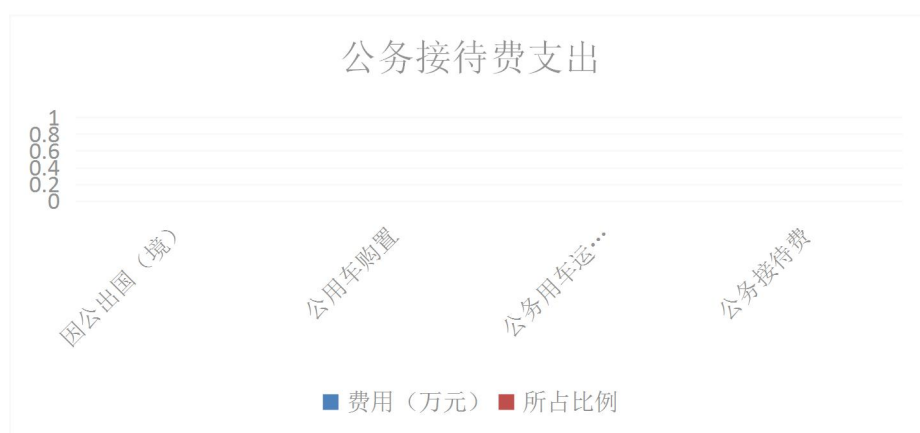 公务接待费支出
1
0.8
0.6
0.4
0.2
0
因公出国（境）
公用车购置
公务用车运…
公务接待费
费用（万元） 所占比例